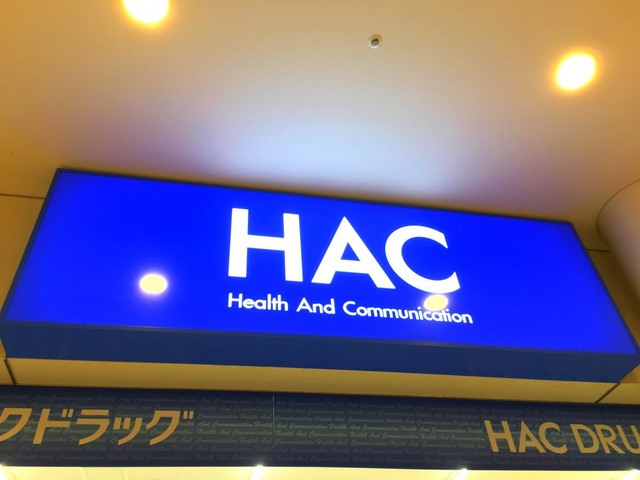 HAC
Health And Communication
クドラッグ
HAC DRU